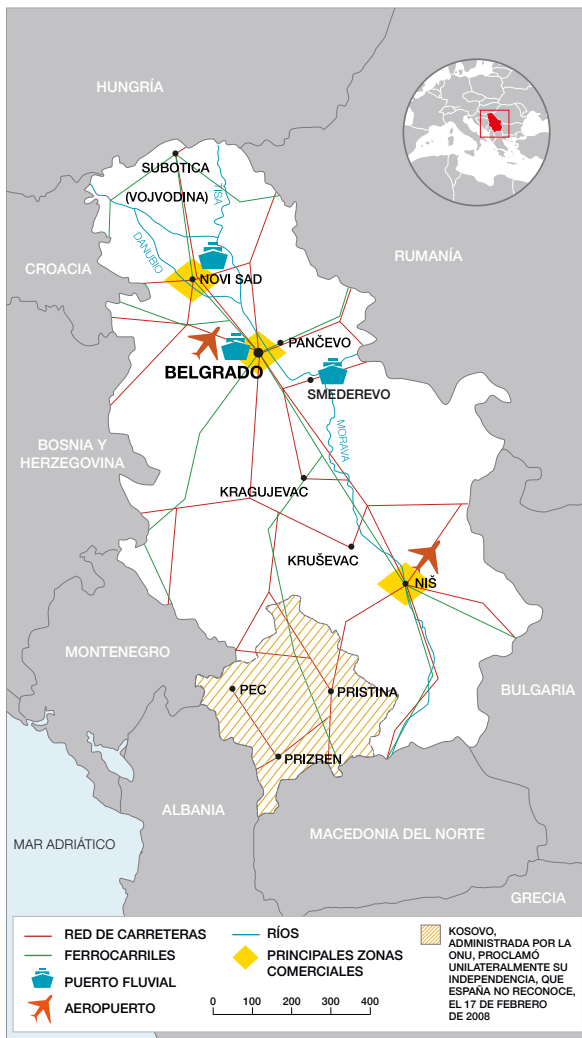 HUNGRÍA
SUBOTICA
(VOJVODINA)
TISA
DANUBIO
CROACIA
RUMANÍA
NOVI SAD
PANČEVO
BELGRADO
SMEDEREVO
BOSNIA Y
HERZEGOVINA
MORAVA
KRAGUJEVAC
KRUŠEVAC
NIŠ
MONTENEGRO
BULGARIA
PEC
PRISTINA
PRIZREN
ALBANIA
MACEDONIA DEL NORTE
MAR ADRIÁTICO
GRECIA
RED DE CARRETERAS
FERROCARRILES
PUERTO FLUVIAL
AEROPUERTO
RÍOS
PRINCIPALES ZONAS
COMERCIALES
0 100 200 300 400
KOSOVO,
ADMINISTRADA POR LA
ONU, PROCLAMÓ
UNILATERALMENTE SU
INDEPENDENCIA, QUE
ESPAÑA NO RECONOCE,
EL 17 DE FEBRERO
DE 2008